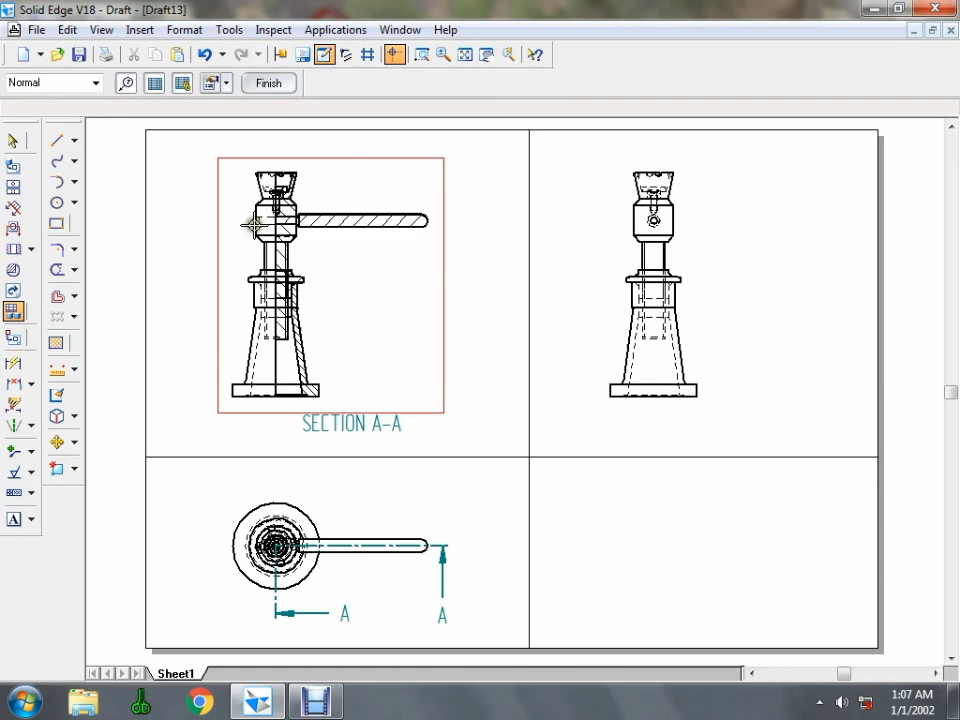 Solid Edge V18 - Draft - [Draft13]
File Edit View Insert Format Tools Inspect Applications Window Help
Normal
Finish
SECTION A-A
A
A
A
Sheet1
1:07 AM
1/1/2002